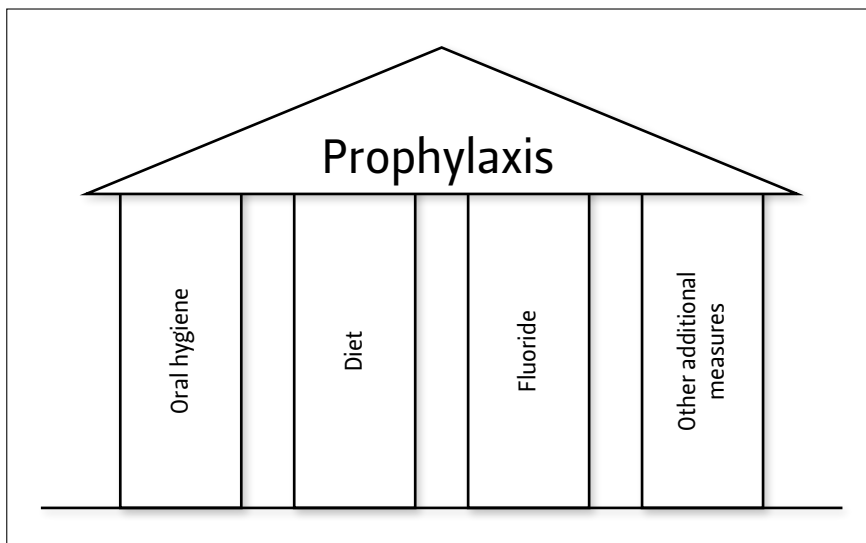 Prophylaxis
Oral hygiene
Diet
Fluoride
Other additional
measures